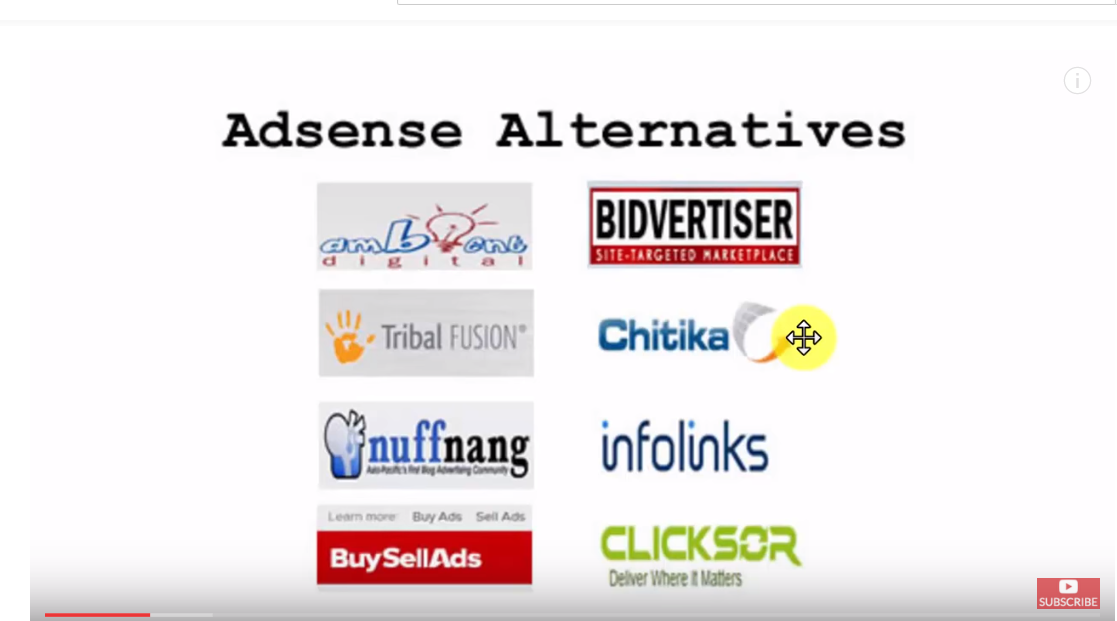 Adsense Alternatives
ambient
digital
BIDVERTISER
SITE-TARGETED MARKETPLACE
Tribal FUSION®
Chitika
nuffnang
Asia-Pacific's First Blog Advertising Community
infolinks
Learn more: Buy Ads Sell Ads
BuySellAds
CLICKSOR
Deliver Where It Matters
SUBSCRIBE